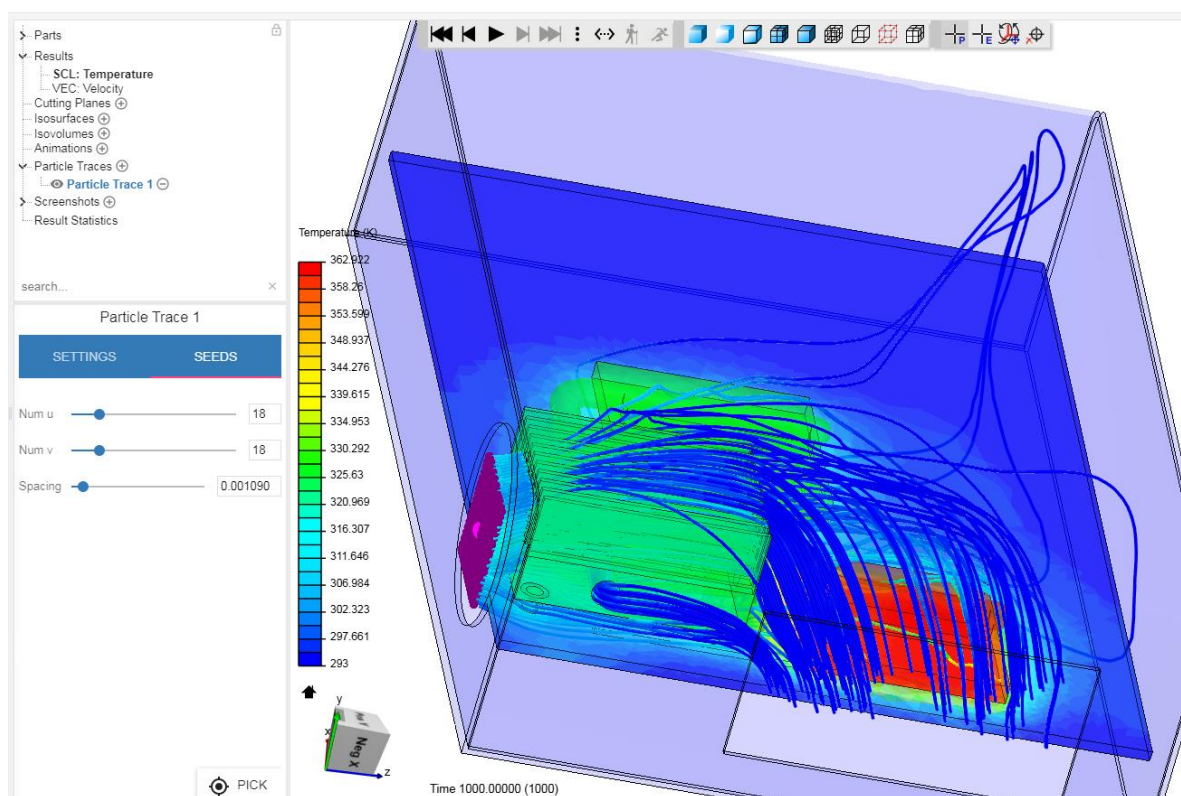 Parts
Results
SCL: Temperature
VEC: Velocity
Cutting Planes
Isosurfaces
Isovolumes
Animations
Particle Traces
Particle Trace 1
Screenshots
Result Statistics
search...
Particle Trace 1
SETTINGS SEEDS
Num u 18
Num v 18
Spacing 0.001090
PICK
P E
Temperature (K)
362.922
358.26
353.599
348.937
344.276
339.615
334.953
330.292
325.63
320.969
316.307
311.646
306.984
302.323
297.661
293
y
x
Neg X
z
Time 1000.00000 (1000)